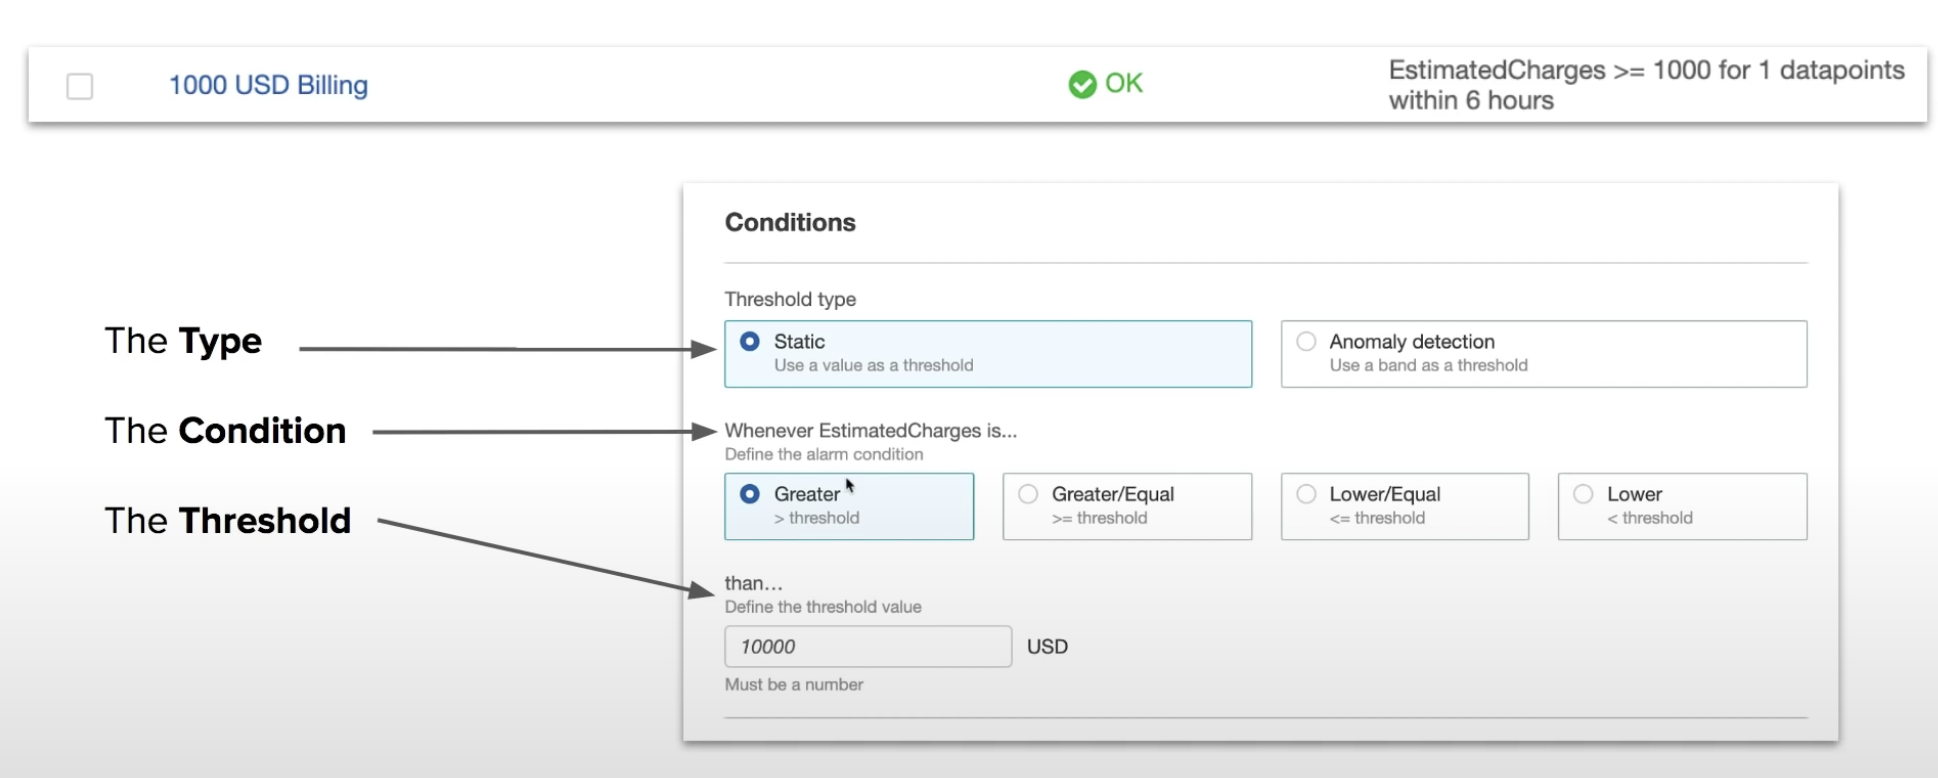 1000 USD Billing
OK
EstimatedCharges >= 1000 for 1 datapoints
within 6 hours
Conditions
Threshold type
The Type
Static
Use a value as a threshold
Anomaly detection
Use a band as a threshold
The Condition
Whenever EstimatedCharges is...
Define the alarm condition
Greater
> threshold
Greater/Equal
>= threshold
Lower/Equal
<= threshold
Lower
< threshold
The Threshold
than...
Define the threshold value
10000
USD
Must be a number